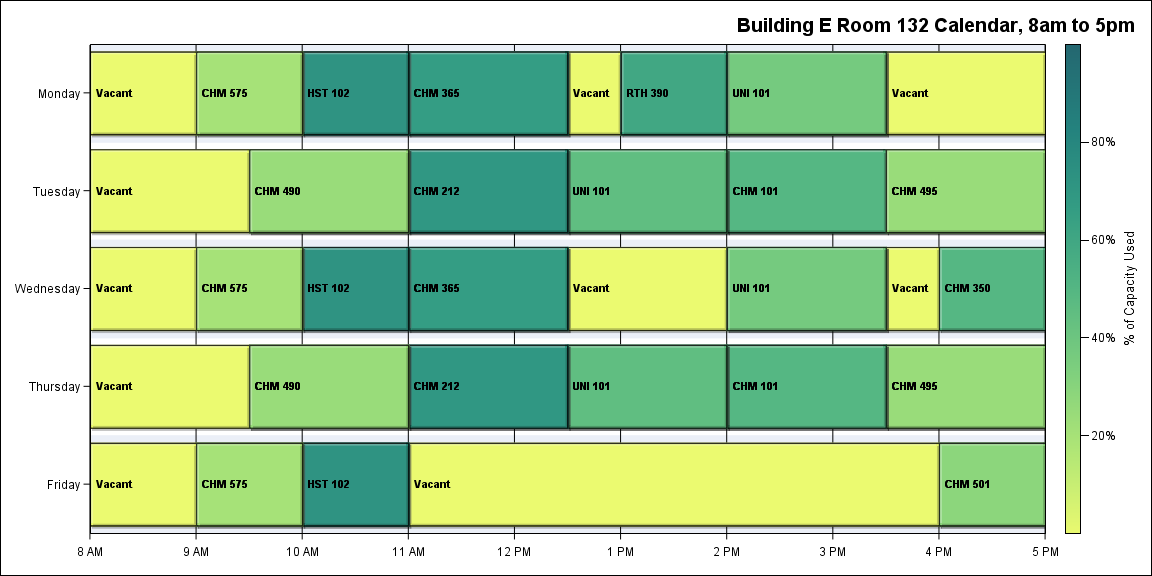 Building E Room 132 Calendar, 8am to 5pm
Monday
Vacant
CHM 575
HST 102
CHM 365
Vacant
RTH 390
UNI 101
Vacant
Tuesday
Vacant
CHM 490
CHM 212
UNI 101
CHM 101
CHM 495
Wednesday
Vacant
CHM 575
HST 102
CHM 365
Vacant
UNI 101
Vacant
CHM 350
Thursday
Vacant
CHM 490
CHM 212
UNI 101
CHM 101
CHM 495
Friday
Vacant
CHM 575
HST 102
Vacant
CHM 501
8 AM
9 AM
10 AM
11 AM
12 PM
1 PM
2 PM
3 PM
4 PM
5 PM
80%
60%
40%
20%
% of Capacity Used